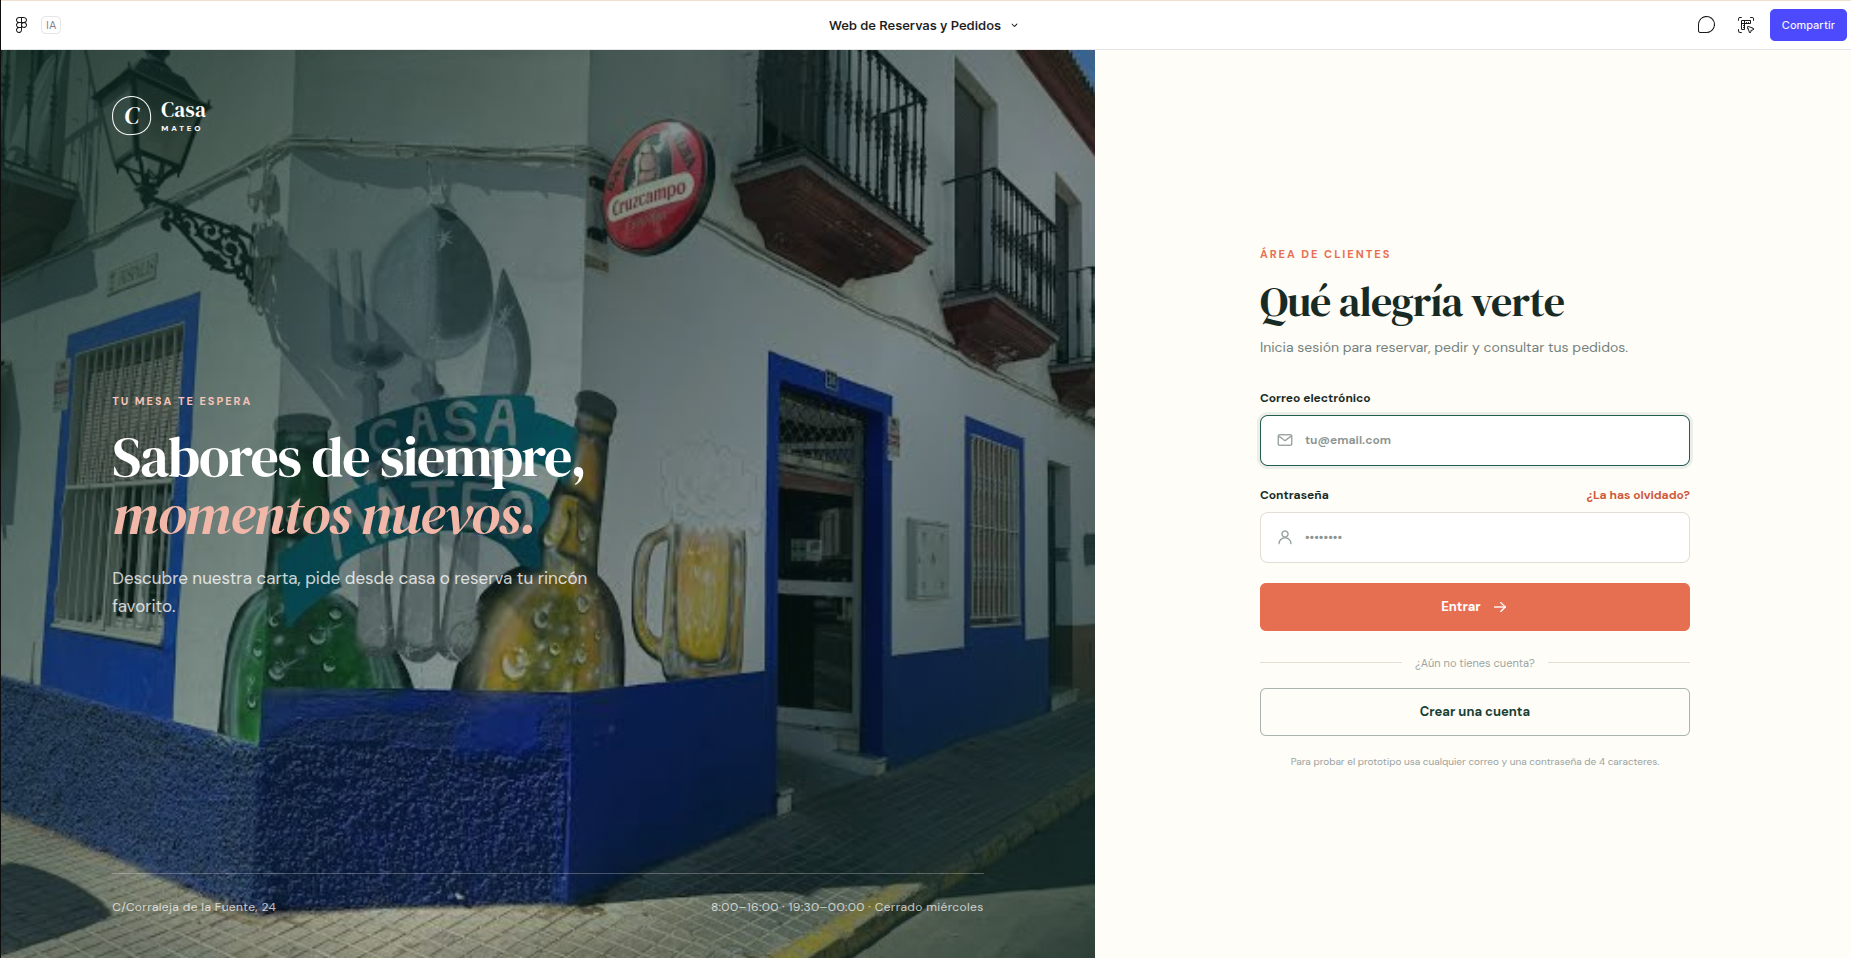 IA
Web de Reservas y Pedidos
Compartir
C
Casa
MATEO
Cruzcampo
TU MESA TE ESPERA
CASA
MATEO
Sabores de siempre,
momentos nuevos.
Descubre nuestra carta, pide desde casa o reserva tu rincón
favorito.
C/Corraleja de la Fuente, 24
8:00–16:00 · 19:30–00:00 · Cerrado miércoles
ÁREA DE CLIENTES
Qué alegría verte
Inicia sesión para reservar, pedir y consultar tus pedidos.
Correo electrónico
tu@email.com
Contraseña
¿La has olvidado?
••••••••
Entrar →
¿Aún no tienes cuenta?
Crear una cuenta
Para probar el prototipo usa cualquier correo y una contraseña de 4 caracteres.